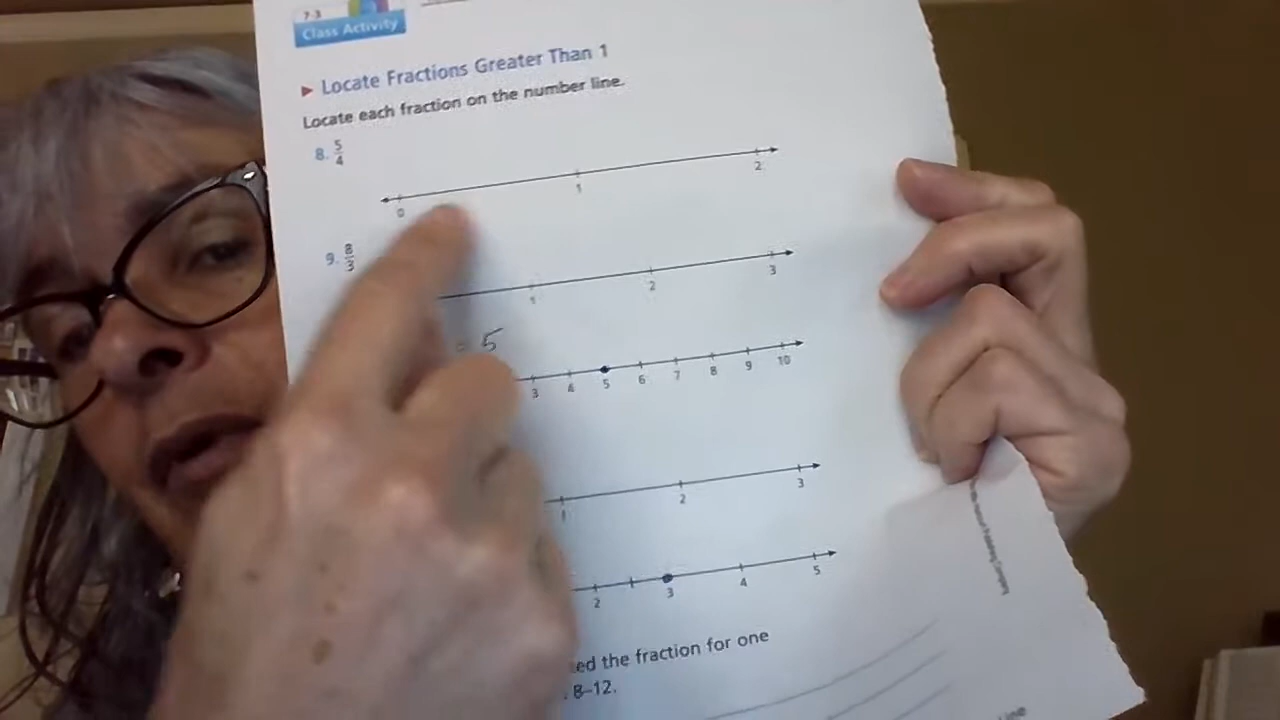 7-3
Class Activity
Locate Fractions Greater Than 1
Locate each fraction on the number line.
8. 5/4
0 1 2
9. 8/3
1 2 3
= 5
3 4 5 6 7 8 9 10
1 2 3
2 3 4 5
ed the fraction for one
8–12.